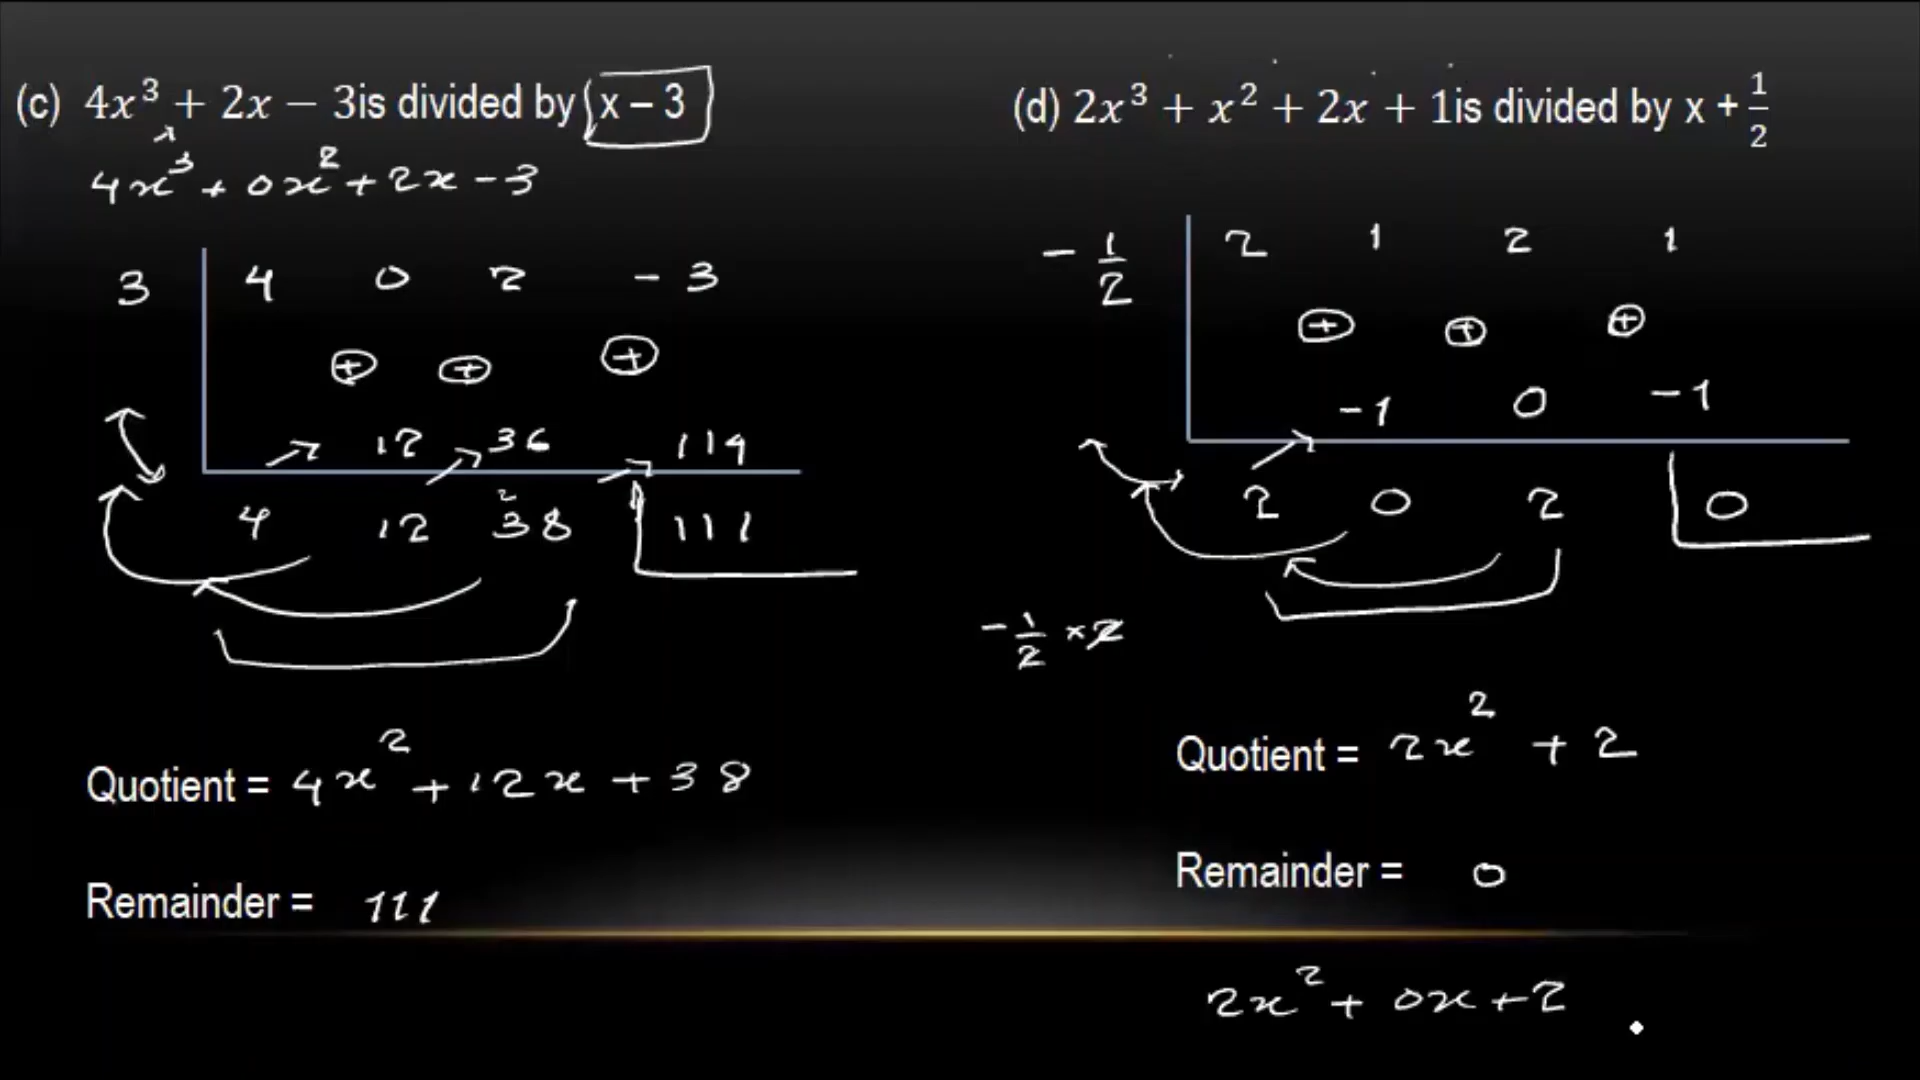 (c) 4x³ + 2x − 3is divided by x – 3
4x³ + 0x² + 2x - 3
3 4 0 2 - 3
+ + +
12 36 114
4 12 38 111
Quotient = 4x² + 12x + 38
Remainder = 111
(d) 2x³ + x² + 2x + 1is divided by x + 1/2
- 1/2 2 1 2 1
+ + +
-1 0 -1
2 0 2 0
- 1/2 × 2
Quotient = 2x² + 2
Remainder = 0
2x² + 0x + 2